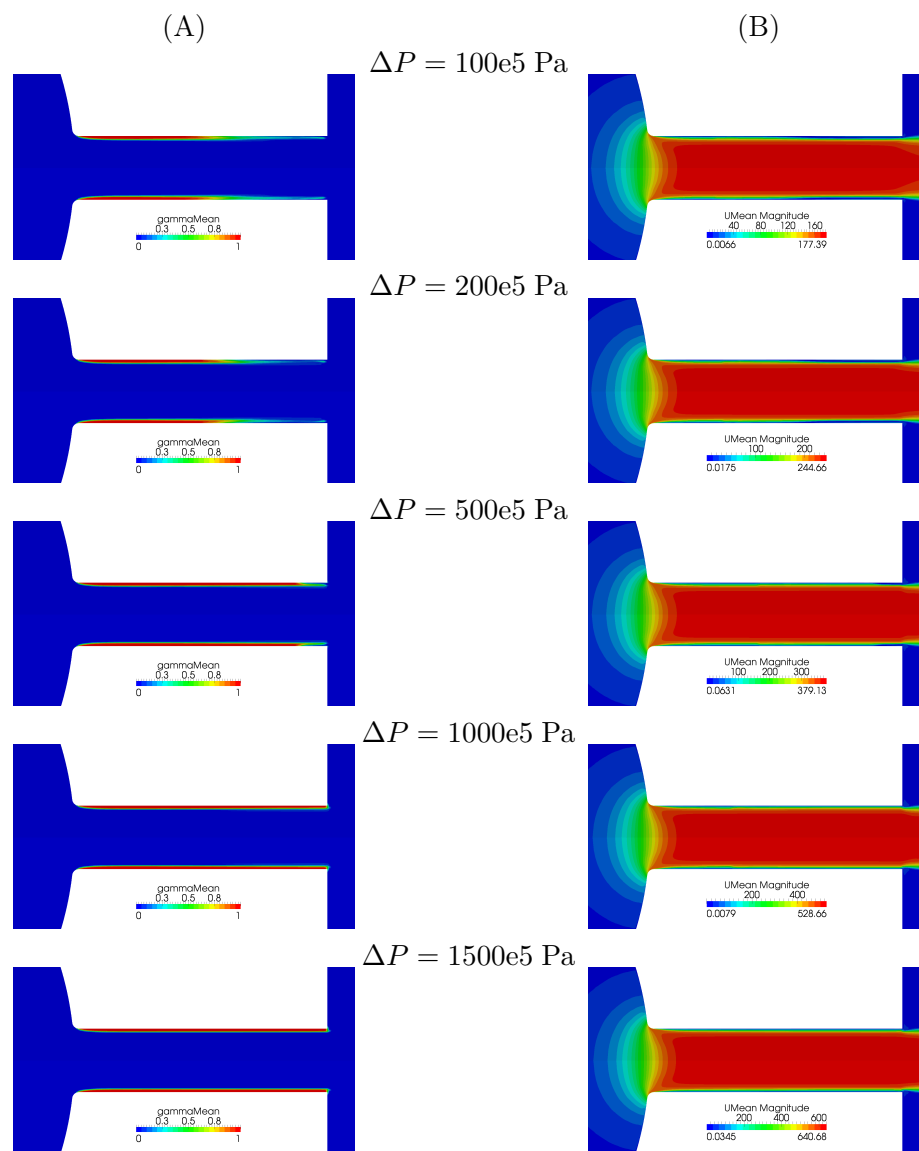 (A) (B)
ΔP = 100e5 Pa
gammaMean
0.3 0.5 0.8
0 1
UMean Magnitude
40 80 120 160
0.0066 177.39
ΔP = 200e5 Pa
gammaMean
0.3 0.5 0.8
0 1
UMean Magnitude
100 200
0.0175 244.66
ΔP = 500e5 Pa
gammaMean
0.3 0.5 0.8
0 1
UMean Magnitude
100 200 300
0.0631 379.13
ΔP = 1000e5 Pa
gammaMean
0.3 0.5 0.8
0 1
UMean Magnitude
200 400
0.0079 528.66
ΔP = 1500e5 Pa
gammaMean
0.3 0.5 0.8
0 1
UMean Magnitude
200 400 600
0.0345 640.68